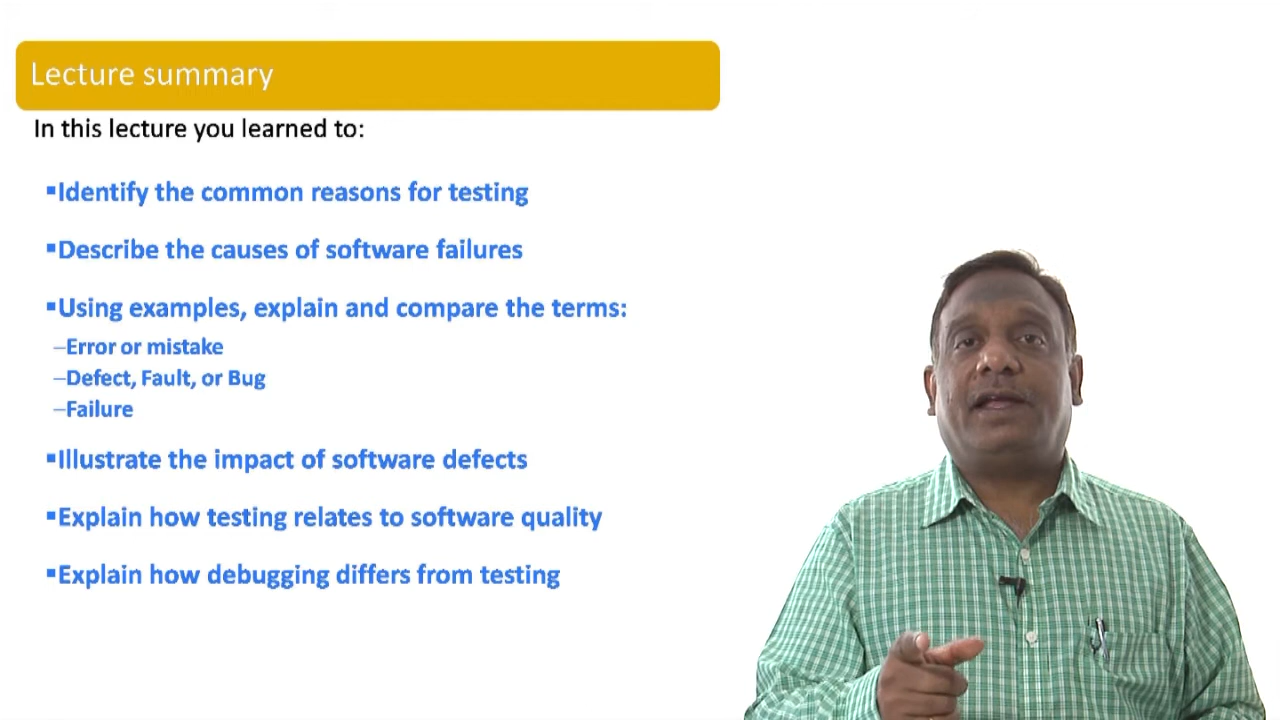 Lecture summary
In this lecture you learned to:
▪Identify the common reasons for testing
▪Describe the causes of software failures
▪Using examples, explain and compare the terms:
–Error or mistake
–Defect, Fault, or Bug
–Failure
▪Illustrate the impact of software defects
▪Explain how testing relates to software quality
▪Explain how debugging differs from testing